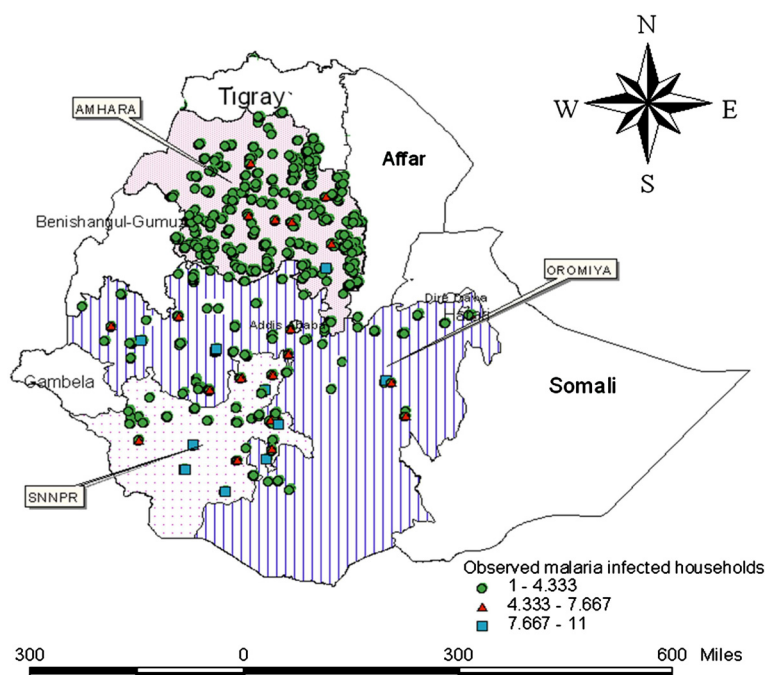 N
W
E
S
Tigray
AMHARA
Affar
Benishangul-Gumuz
OROMIYA
Dire Dawa
Addis Ababa
Gambela
Somali
SNNPR
Observed malaria infected households
1 - 4.333
4.333 - 7.667
7.667 - 11
300 0 300 600 Miles